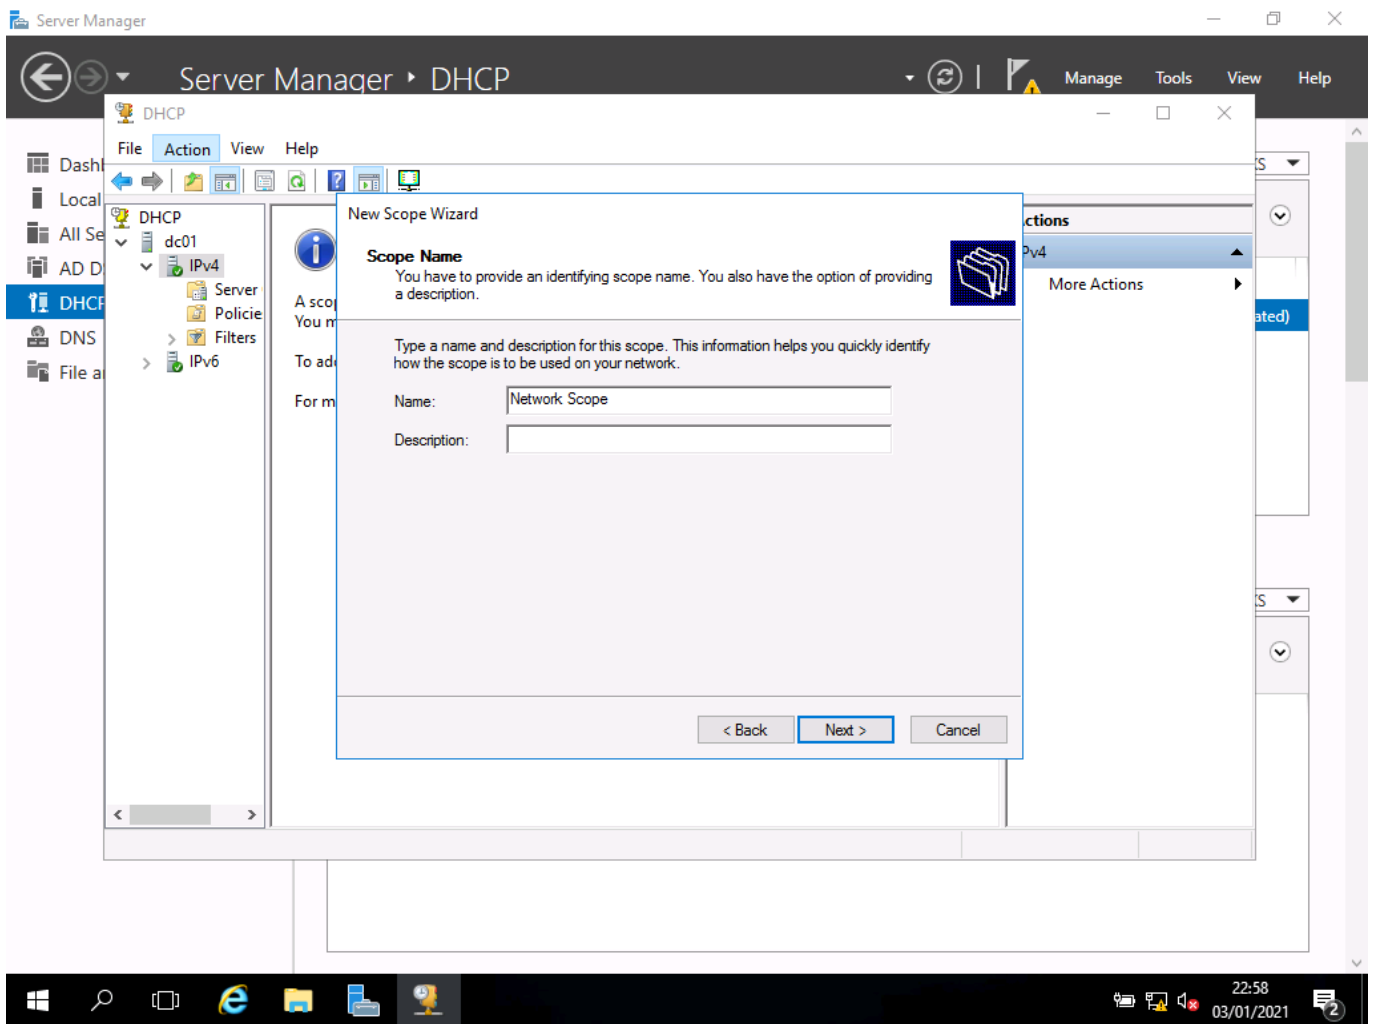 Server Manager
Server Manager ‣ DHCP
Manage Tools View Help
DHCP
File Action View Help
DHCP
dc01
IPv4
Server
Policie
Filters
IPv6
Dashb
Local
All Se
AD D
DHCP
DNS
File a
A scop
You m
To add
For m
New Scope Wizard
Scope Name
You have to provide an identifying scope name. You also have the option of providing
a description.
Type a name and description for this scope. This information helps you quickly identify
how the scope is to be used on your network.
Name: Network Scope
Description:
< Back Next > Cancel
ctions
Pv4
More Actions
KS
ated)
KS
22:58
03/01/2021
2